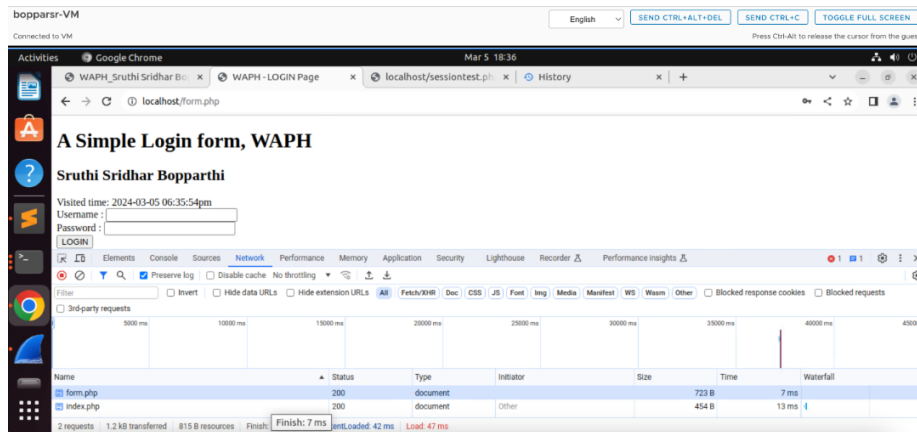 bopparsr-VM
English
SEND CTRL+ALT+DEL
SEND CTRL+C
TOGGLE FULL SCREEN
Connected to VM
Press Ctrl-Alt to release the cursor from the gues
Activities Google Chrome Mar 5 18:36
WAPH_Sruthi Sridhar Bo × WAPH - LOGIN Page × localhost/sessiontest.ph × History × +
localhost/form.php
A Simple Login form, WAPH
Sruthi Sridhar Bopparthi
Visited time: 2024-03-05 06:35:54pm
Username :
Password :
LOGIN
Elements Console Sources Network Performance Memory Application Security Lighthouse Recorder Performance insights 1 1
Preserve log Disable cache No throttling
Filter Invert Hide data URLs Hide extension URLs All Fetch/XHR Doc CSS JS Font Img Media Manifest WS Wasm Other Blocked response cookies Blocked requests
3rd-party requests
5000 ms 10000 ms 15000 ms 20000 ms 25000 ms 30000 ms 35000 ms 40000 ms 4500
Name Status Type Initiator Size Time Waterfall
form.php 200 document 723 B 7 ms
index.php 200 document Other 454 B 13 ms
2 requests 1.2 kB transferred 815 B resources Finish: Finish: 7 ms entLoaded: 42 ms Load: 47 ms